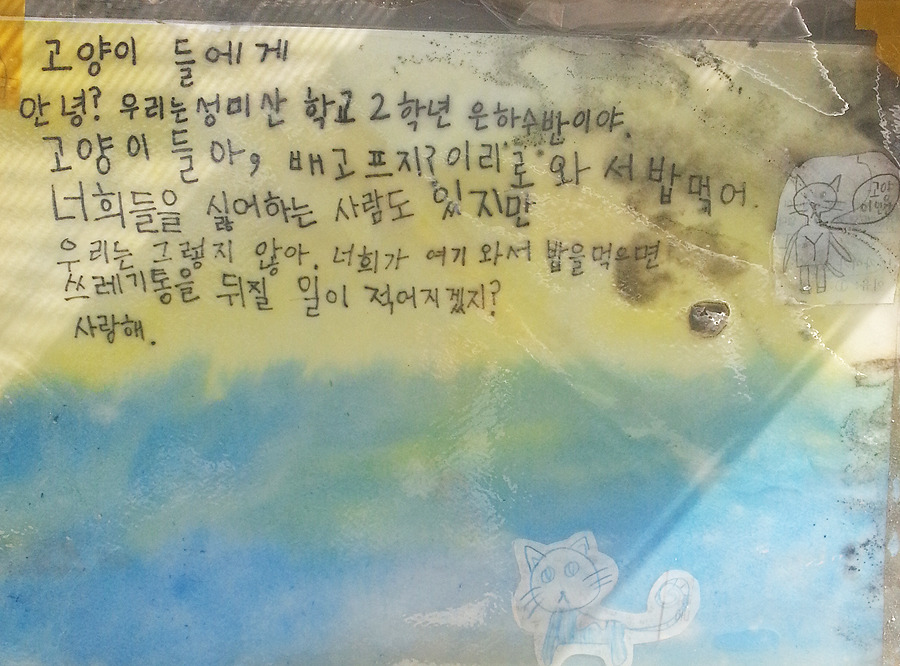 고양이 들에게
안녕? 우리는 성미산 학교 2학년 은하수반이야.
고양이들아, 배고프지? 이리로 와서 밥먹어.
너희들을 싫어하는 사람도 있지만
우리는 그렇지 않아. 너희가 여기 와서 밥을 먹으면
쓰레기통을 뒤질 일이 적어지겠지?
사랑해.
고양